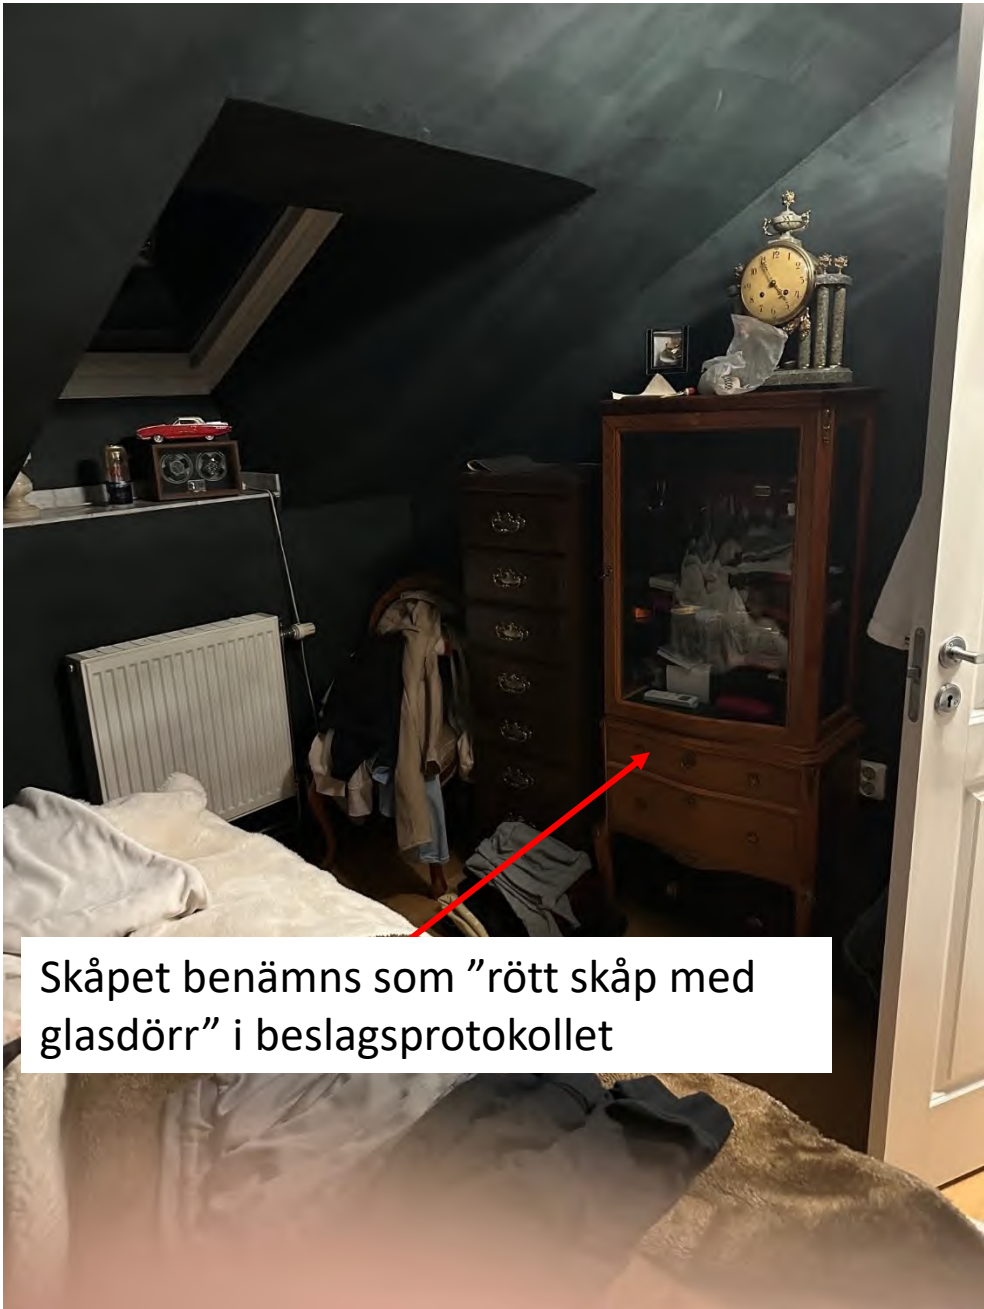 Skåpet benämns som ”rött skåp med
glasdörr” i beslagsprotokollet